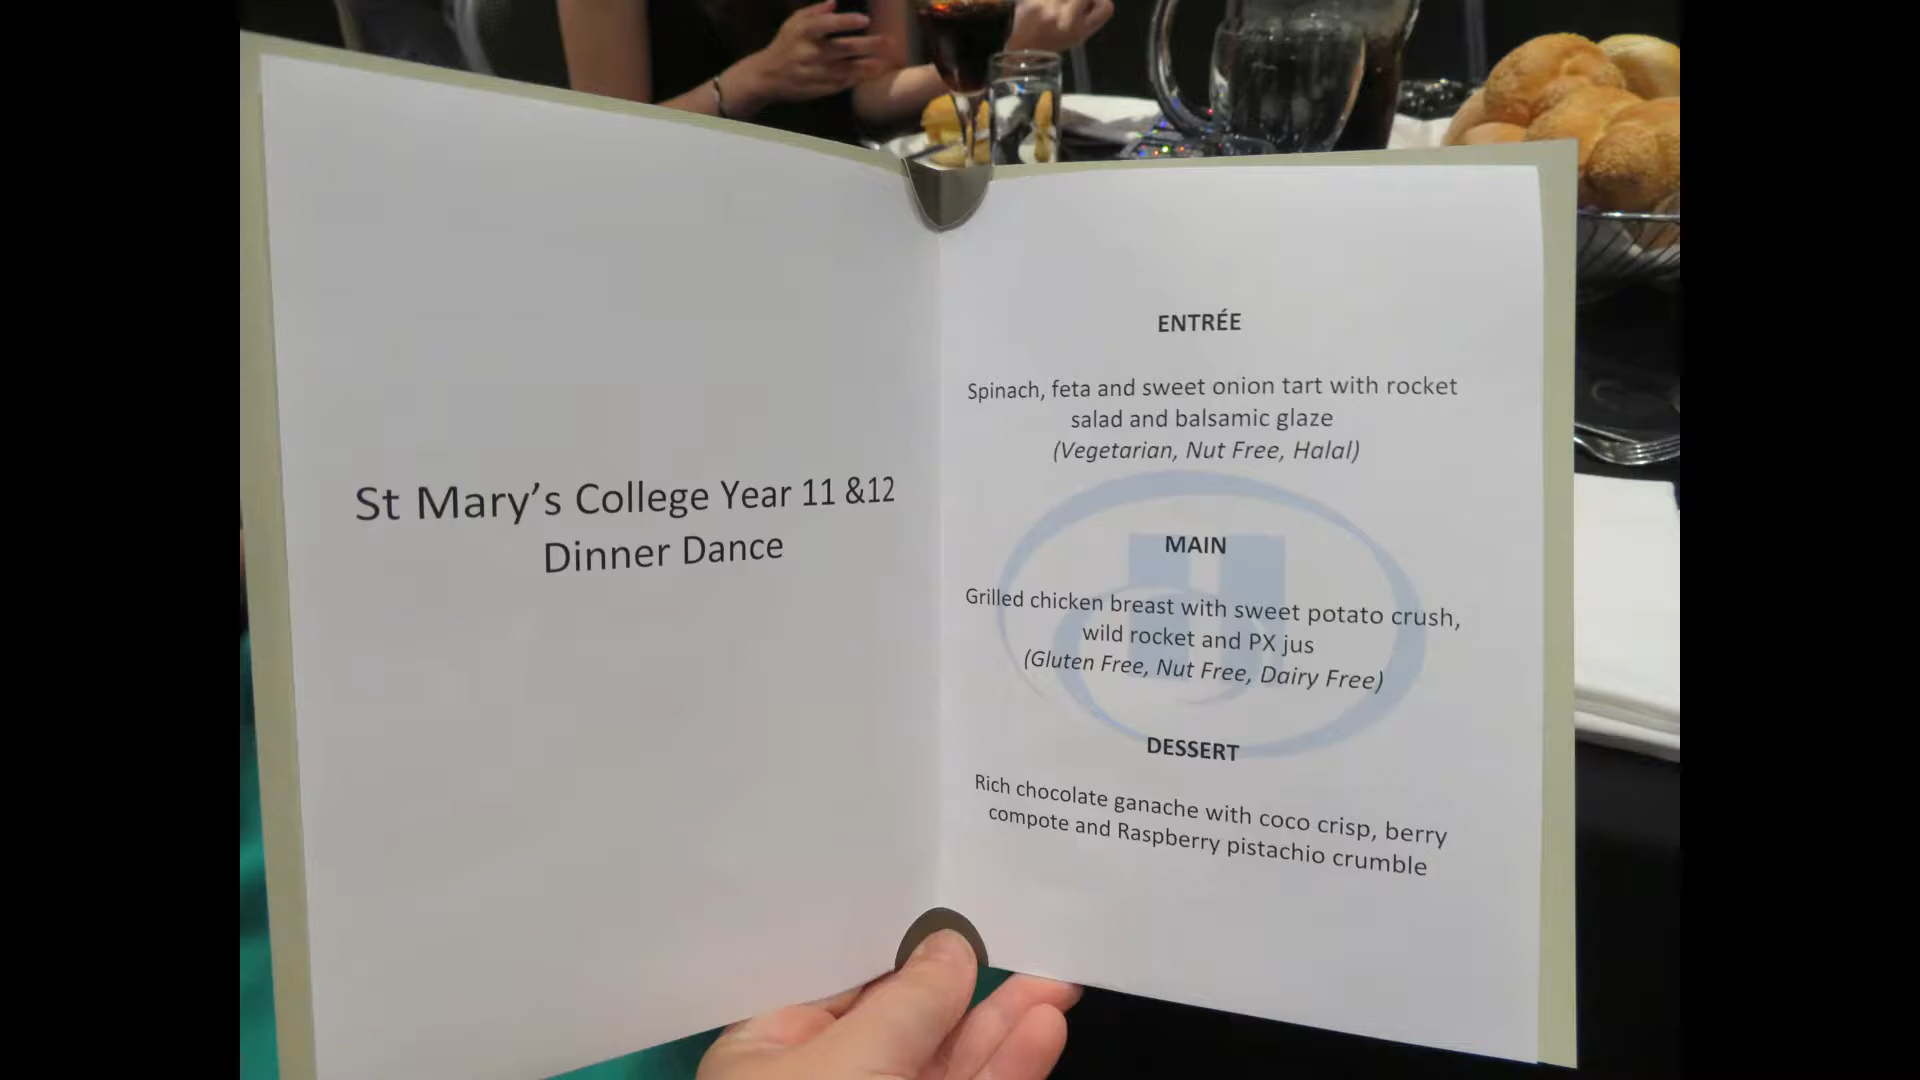 St Mary's College Year 11 &12
Dinner Dance
ENTRÉE
Spinach, feta and sweet onion tart with rocket
salad and balsamic glaze
(Vegetarian, Nut Free, Halal)
MAIN
Grilled chicken breast with sweet potato crush,
wild rocket and PX jus
(Gluten Free, Nut Free, Dairy Free)
DESSERT
Rich chocolate ganache with coco crisp, berry
compote and Raspberry pistachio crumble